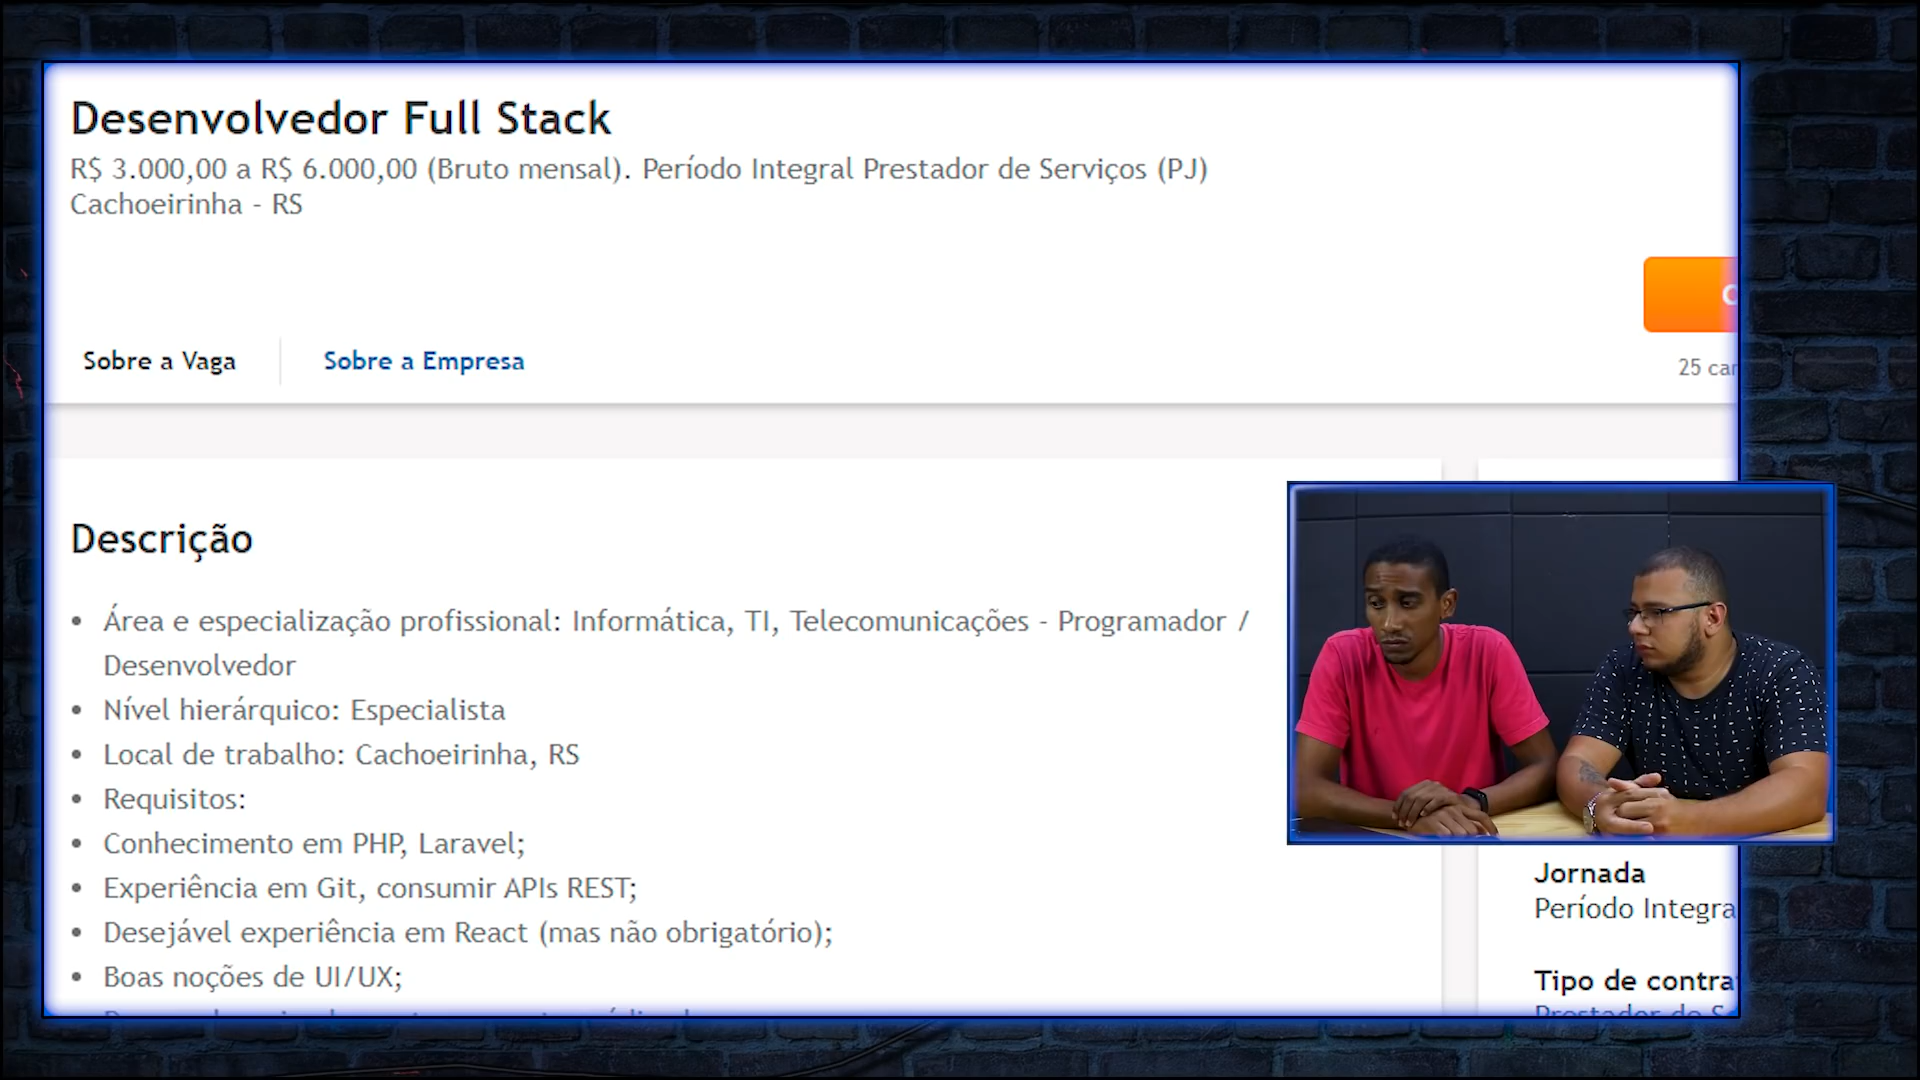 Desenvolvedor Full Stack
R$ 3.000,00 a R$ 6.000,00 (Bruto mensal). Período Integral Prestador de Serviços (PJ)
Cachoeirinha - RS
Sobre a Vaga
Sobre a Empresa
25
Descrição
• Área e especialização profissional: Informática, TI, Telecomunicações - Programador /
Desenvolvedor
• Nível hierárquico: Especialista
• Local de trabalho: Cachoeirinha, RS
• Requisitos:
• Conhecimento em PHP, Laravel;
• Experiência em Git, consumir APIs REST;
• Desejável experiência em React (mas não obrigatório);
• Boas noções de UI/UX;
Jornada
Período Integra
Tipo de contra